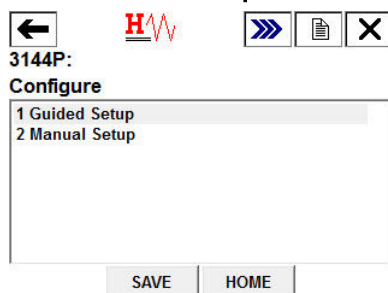 H
3144P:
Configure
1 Guided Setup
2 Manual Setup
SAVE HOME